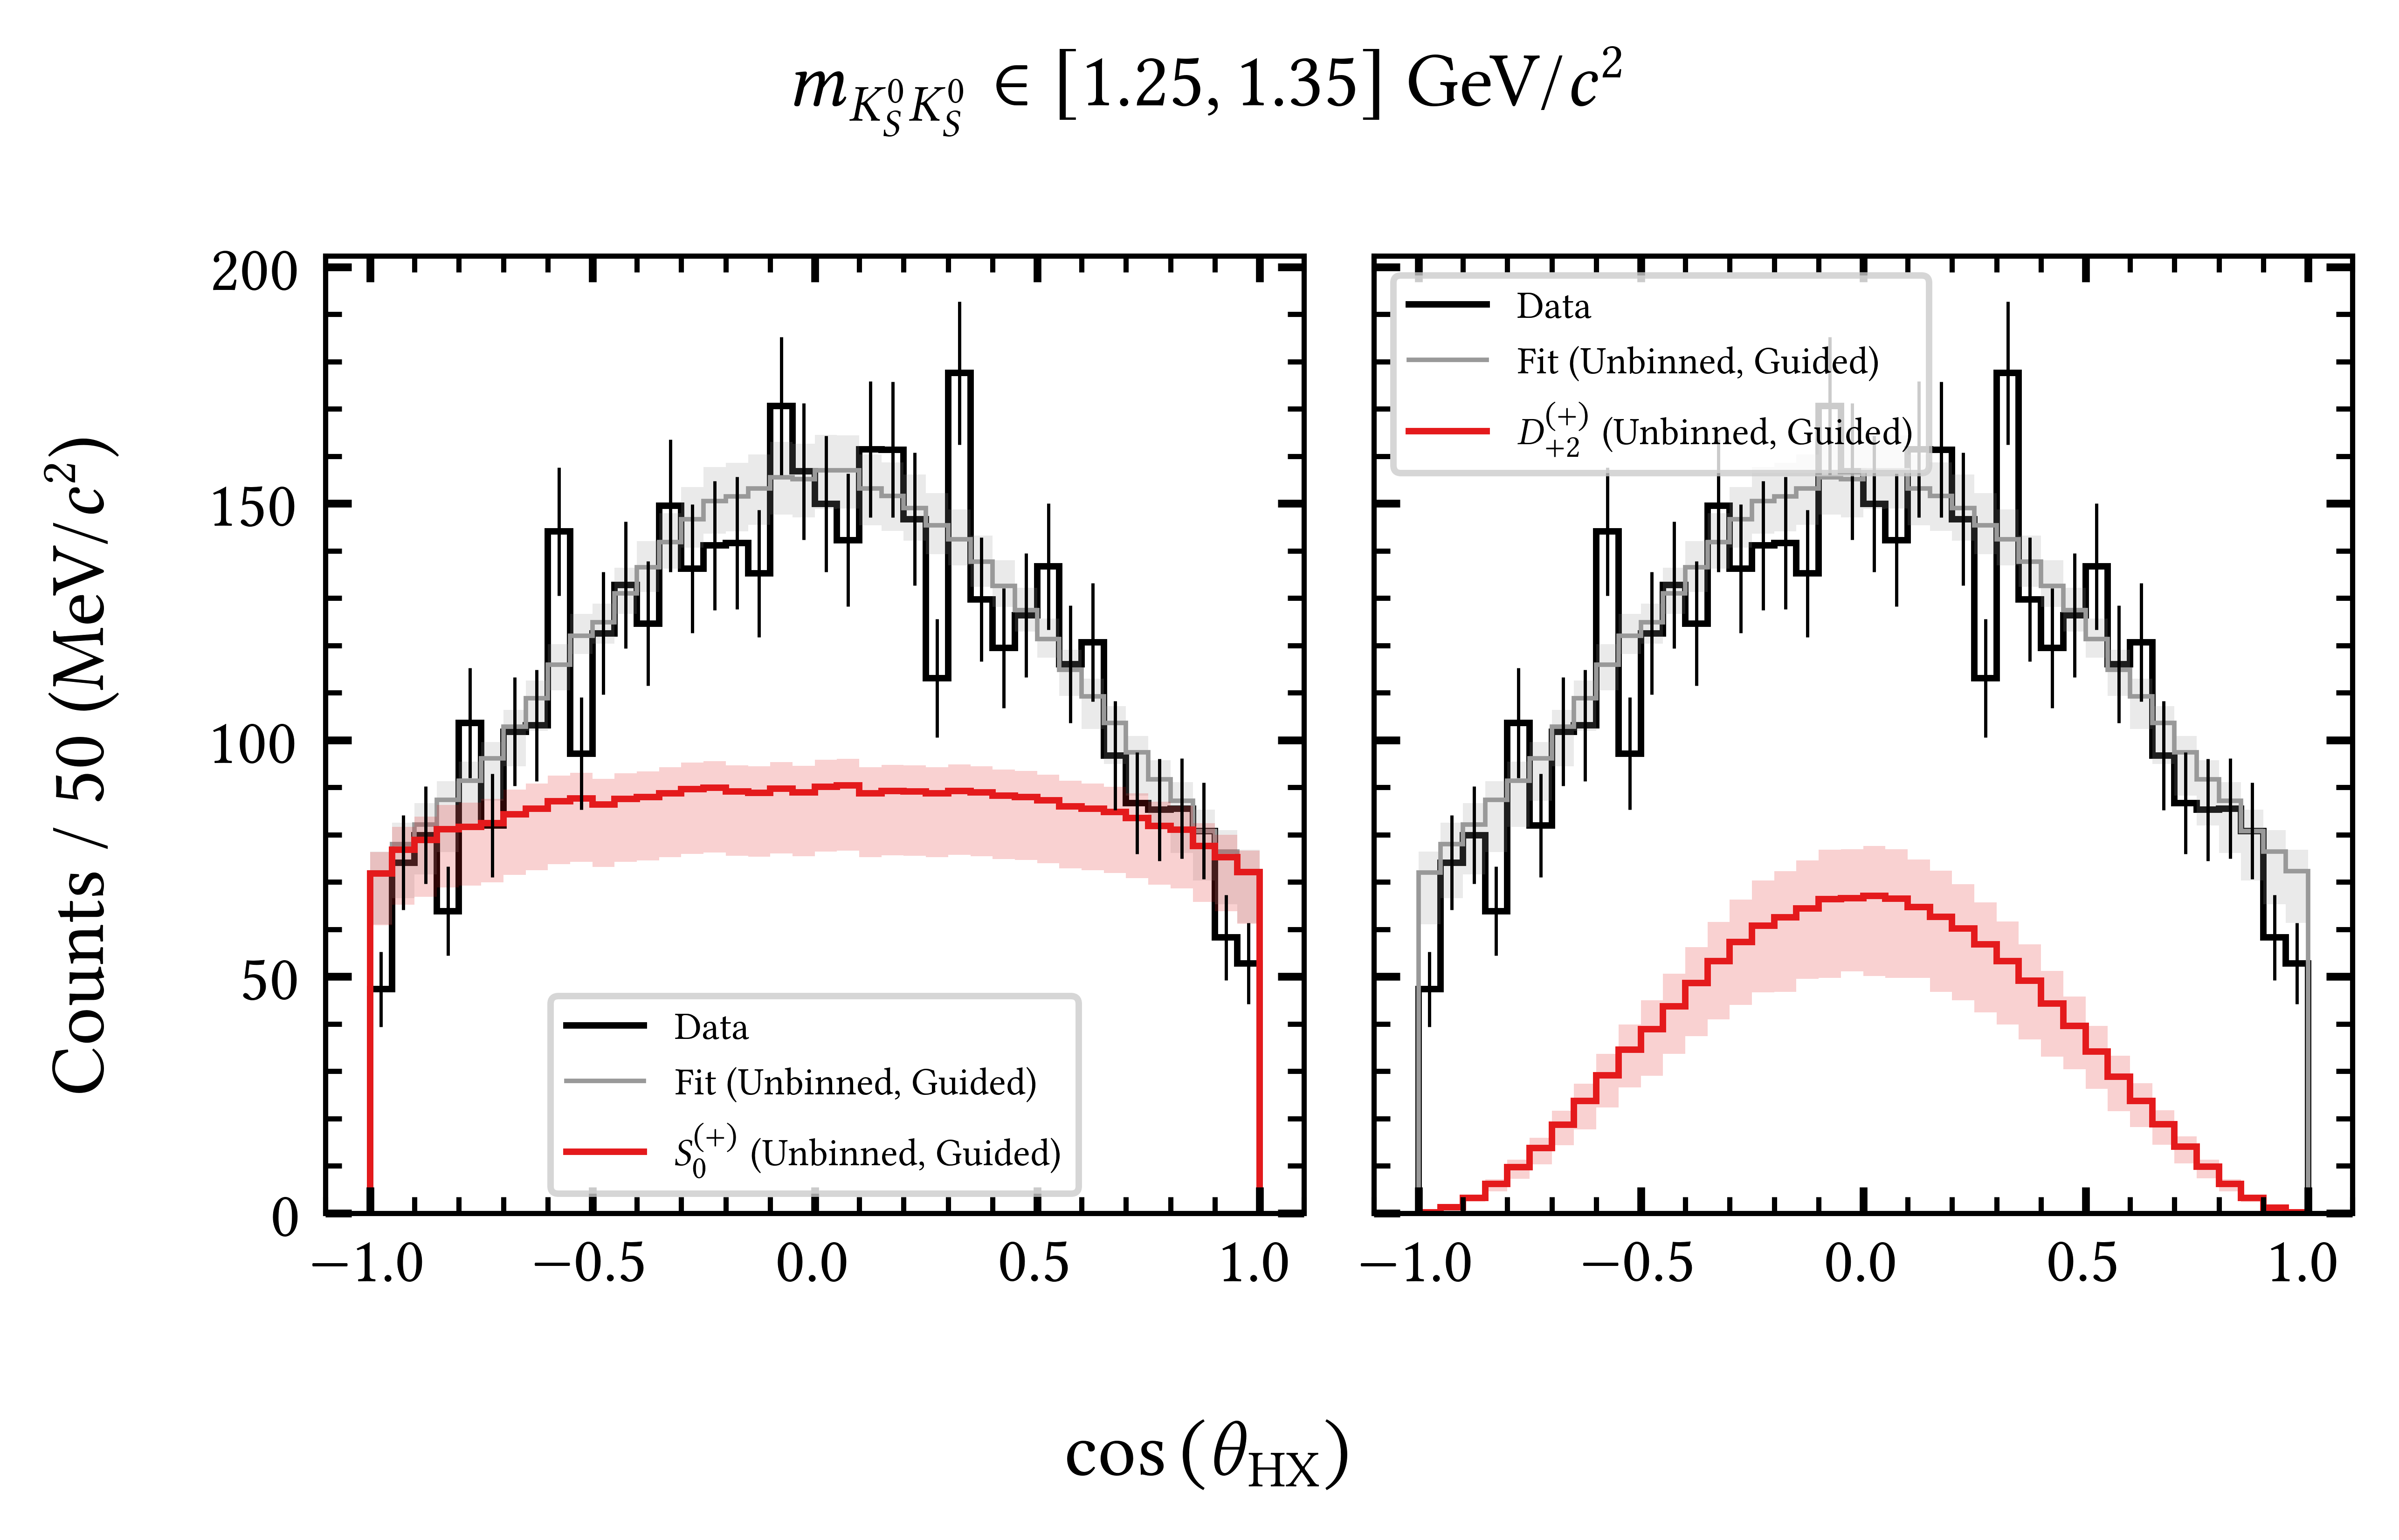 m_{K_S^0 K_S^0} ∈ [1.25, 1.35] GeV/c²
Counts / 50 (MeV/c²)
200
150
100
50
0
Data
Fit (Unbinned, Guided)
S_0^{(+)} (Unbinned, Guided)
−1.0 −0.5 0.0 0.5 1.0
Data
Fit (Unbinned, Guided)
D_{+2}^{(+)} (Unbinned, Guided)
−1.0 −0.5 0.0 0.5 1.0
cos (θ_{HX})